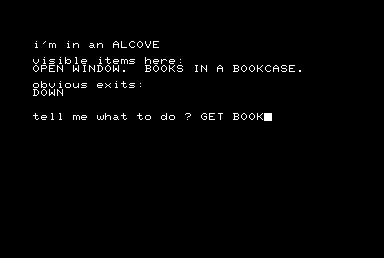 i'm in an ALCOVE
visible items here:
OPEN WINDOW.  BOOKS IN A BOOKCASE.
obvious exits:
DOWN
tell me what to do ? GET BOOK